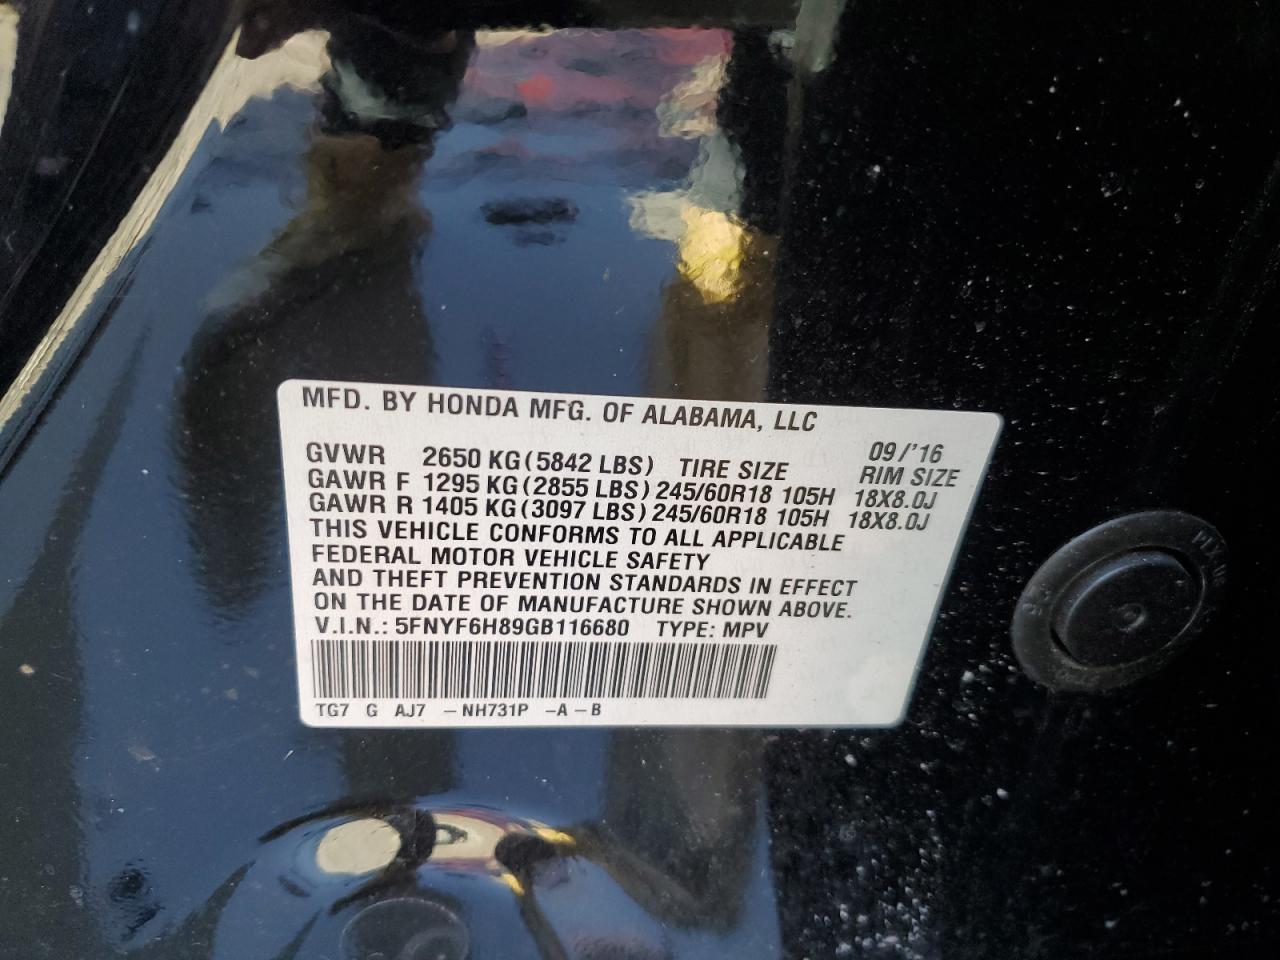 MFD. BY HONDA MFG. OF ALABAMA, LLC
09/'16
GVWR 2650 KG(5842 LBS) TIRE SIZE RIM SIZE
GAWR F 1295 KG(2855 LBS) 245/60R18 105H 18X8.0J
GAWR R 1405 KG(3097 LBS) 245/60R18 105H 18X8.0J
THIS VEHICLE CONFORMS TO ALL APPLICABLE
FEDERAL MOTOR VEHICLE SAFETY
AND THEFT PREVENTION STANDARDS IN EFFECT
ON THE DATE OF MANUFACTURE SHOWN ABOVE.
V.I.N.: 5FNYF6H89GB116680 TYPE: MPV
TG7 G AJ7 -NH731P -A-B